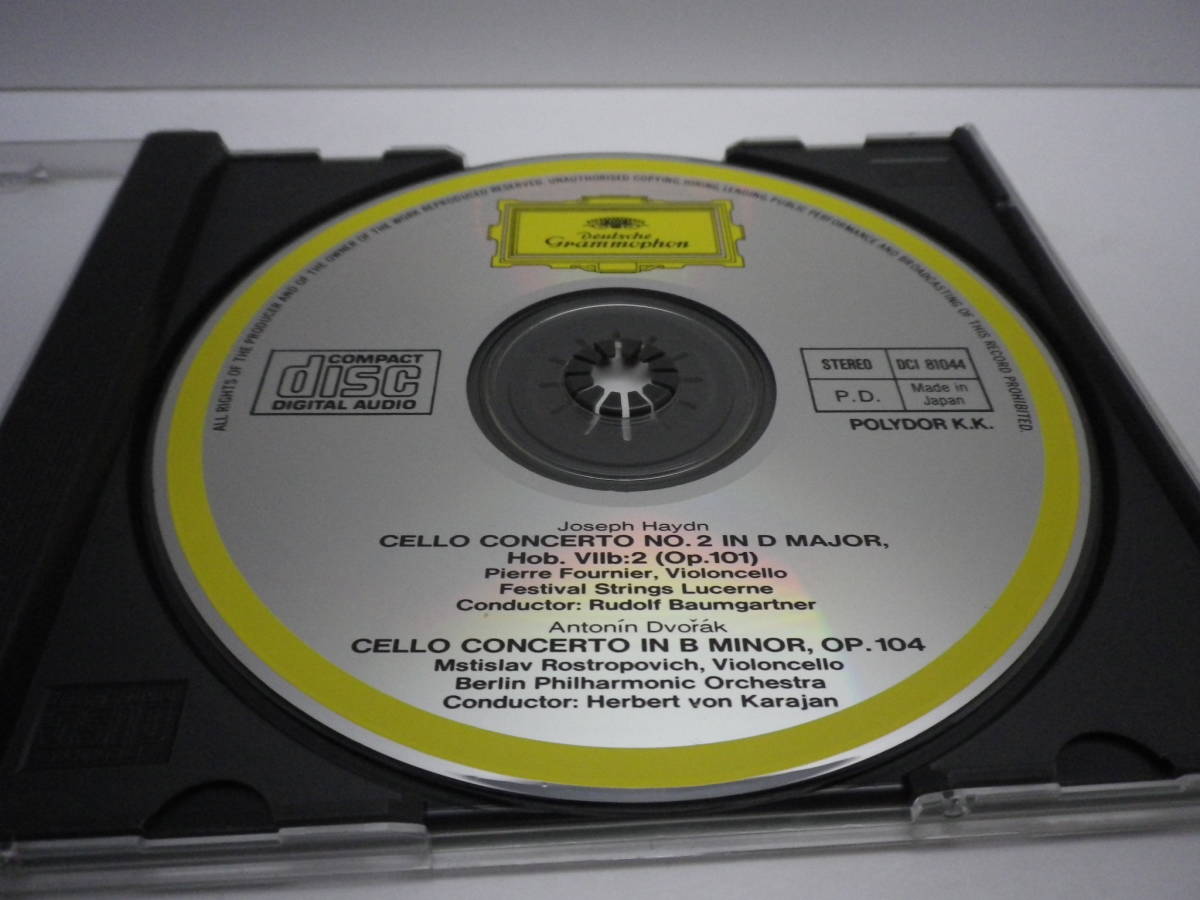 ALL RIGHTS OF THE PRODUCER AND OF THE OWNER OF THE WORK REPRODUCED RESERVED. UNAUTHORISED COPYING, HIRING, LENDING, PUBLIC PERFORMANCE AND BROADCASTING OF THIS RECORD PROHIBITED.
Deutsche
Grammophon
COMPACT
disc
DIGITAL AUDIO
STEREO DCI 81044
P.D. Made in Japan
POLYDOR K.K.
Joseph Haydn
CELLO CONCERTO NO. 2 IN D MAJOR,
Hob. VIIb:2 (Op.101)
Pierre Fournier, Violoncello
Festival Strings Lucerne
Conductor: Rudolf Baumgartner
Antonín Dvořák
CELLO CONCERTO IN B MINOR, OP. 104
Mstislav Rostropovich, Violoncello
Berlin Philharmonic Orchestra
Conductor: Herbert von Karajan